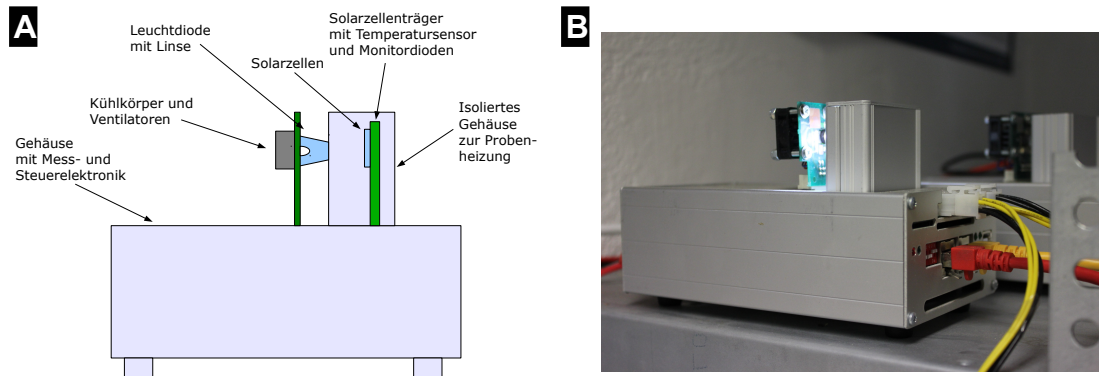 A
Leuchtdiode
mit Linse
Solarzellenträger
mit Temperatursensor
und Monitordioden
Solarzellen
Kühlkörper und
Ventilatoren
Isoliertes
Gehäuse
zur Proben-
heizung
Gehäuse
mit Mess- und
Steuerelektronik
B